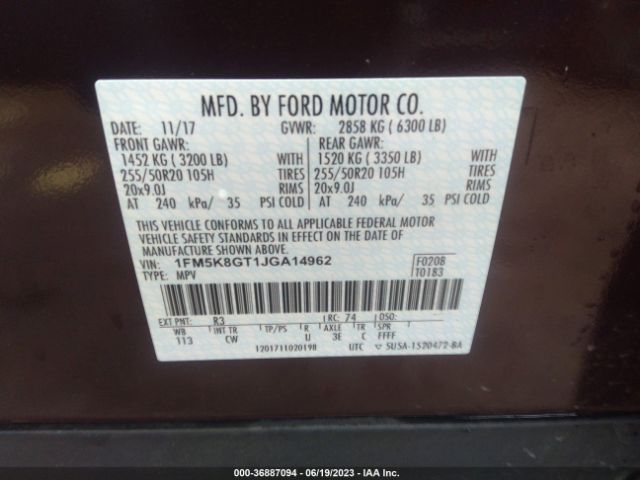 MFD. BY FORD MOTOR CO.
DATE: 11/17 GVWR: 2858 KG ( 6300 LB)
FRONT GAWR: REAR GAWR:
1452 KG ( 3200 LB) WITH 1520 KG ( 3350 LB) WITH
255/50R20 105H TIRES 255/50R20 105H TIRES
20x9.0J RIMS 20x9.0J RIMS
AT 240 kPa/ 35 PSI COLD AT 240 kPa/ 35 PSI COLD
THIS VEHICLE CONFORMS TO ALL APPLICABLE FEDERAL MOTOR
VEHICLE SAFETY STANDARDS IN EFFECT ON THE DATE OF
MANUFACTURE SHOWN ABOVE.
VIN: 1FM5K8GT1JGA14962 F0208
TYPE: MPV T0183
EXT PNT: R3 RC: 74 DSO:
WB INT TR TP/PS R AXLE TR SPR
113 CW U 3E C FFFF
1201711020198 UTC 5USA-1520472-BA
000-36887094 - 06/19/2023 - IAA Inc.